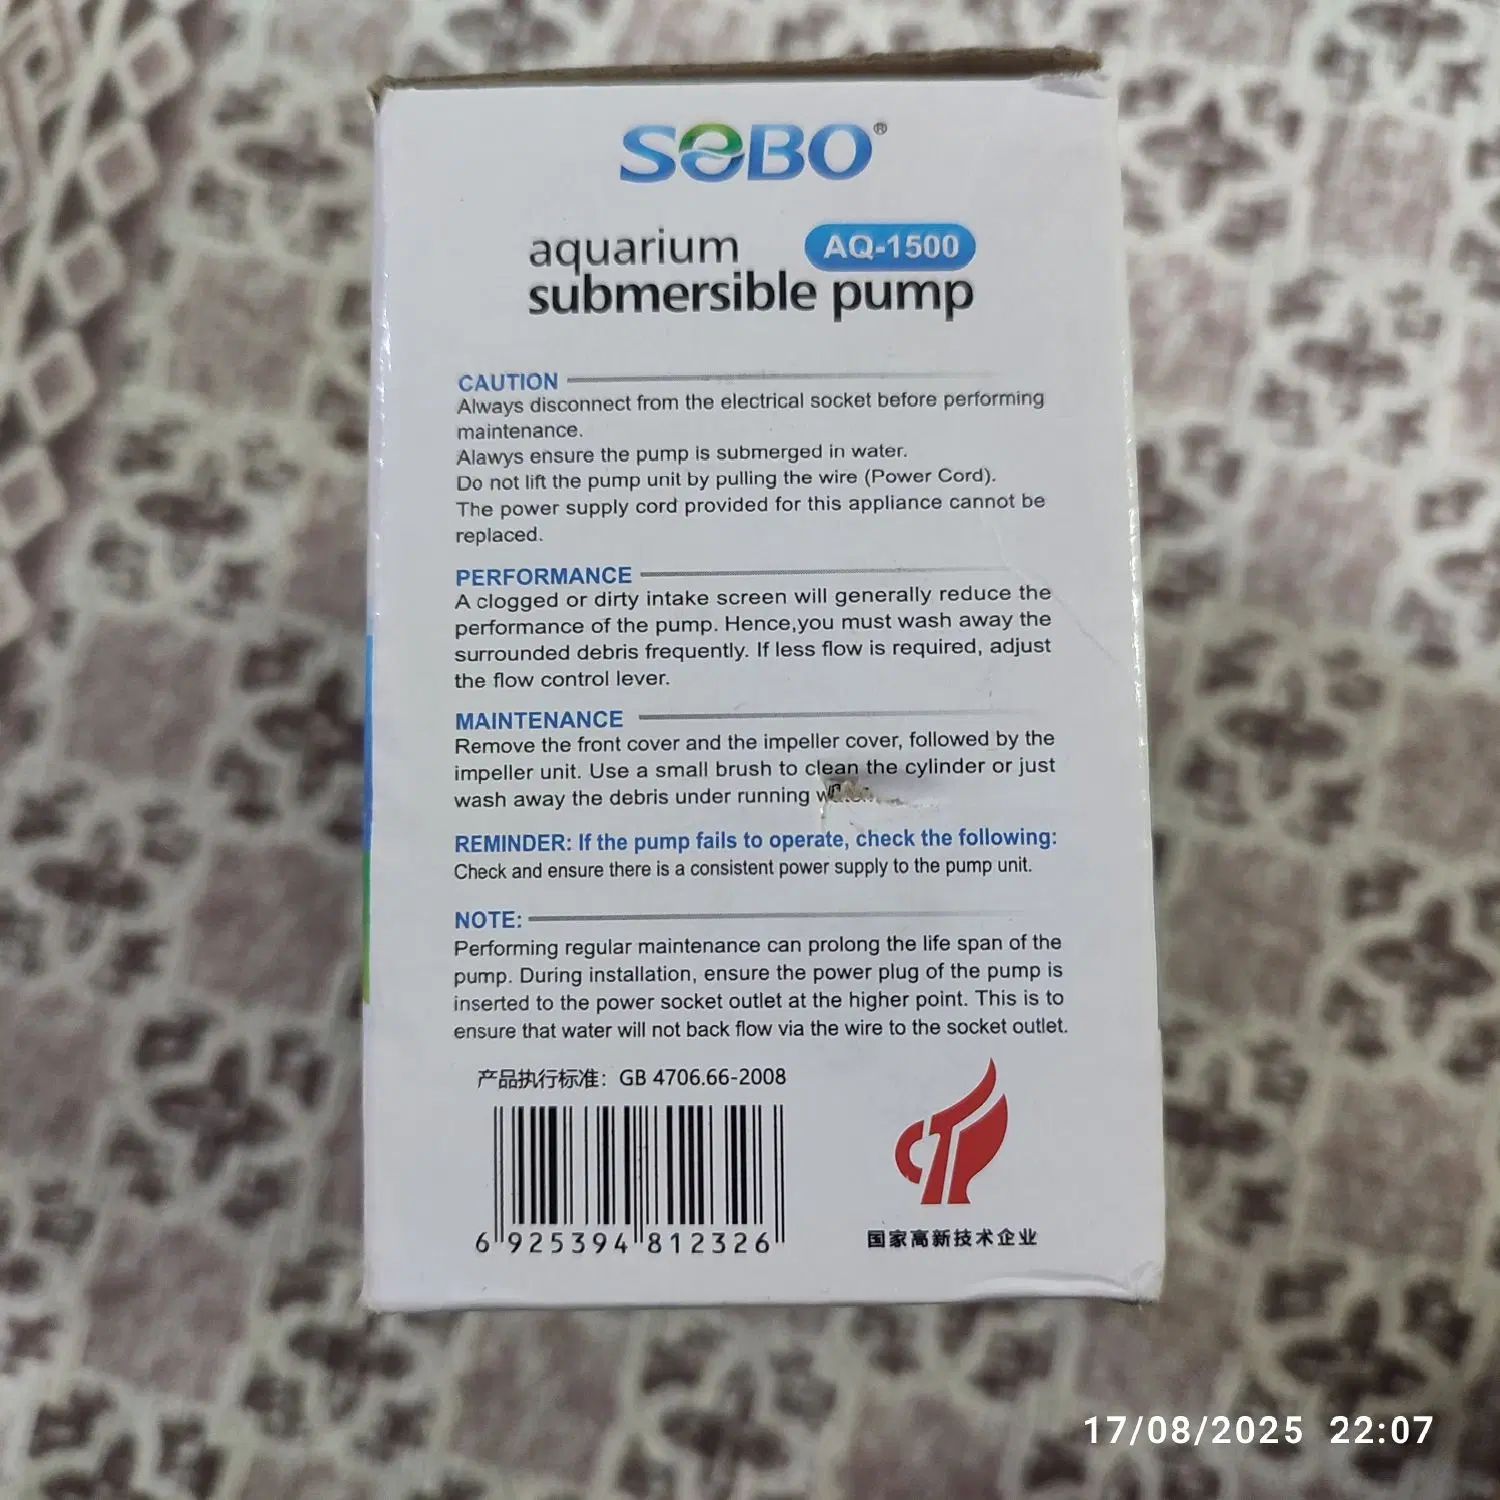 SOBO®
aquarium AQ-1500
submersible pump
CAUTION
Always disconnect from the electrical socket before performing
maintenance.
Alawys ensure the pump is submerged in water.
Do not lift the pump unit by pulling the wire (Power Cord).
The power supply cord provided for this appliance cannot be
replaced.
PERFORMANCE
A clogged or dirty intake screen will generally reduce the
performance of the pump. Hence,you must wash away the
surrounded debris frequently. If less flow is required, adjust
the flow control lever.
MAINTENANCE
Remove the front cover and the impeller cover, followed by the
impeller unit. Use a small brush to clean the cylinder or just
wash away the debris under running
REMINDER: If the pump fails to operate, check the following:
Check and ensure there is a consistent power supply to the pump unit.
NOTE:
Performing regular maintenance can prolong the life span of the
pump. During installation, ensure the power plug of the pump is
inserted to the power socket outlet at the higher point. This is to
ensure that water will not back flow via the wire to the socket outlet.
产品执行标准：GB 4706.66-2008
6 925394 812326
国家高新技术企业
17/08/2025 22:07